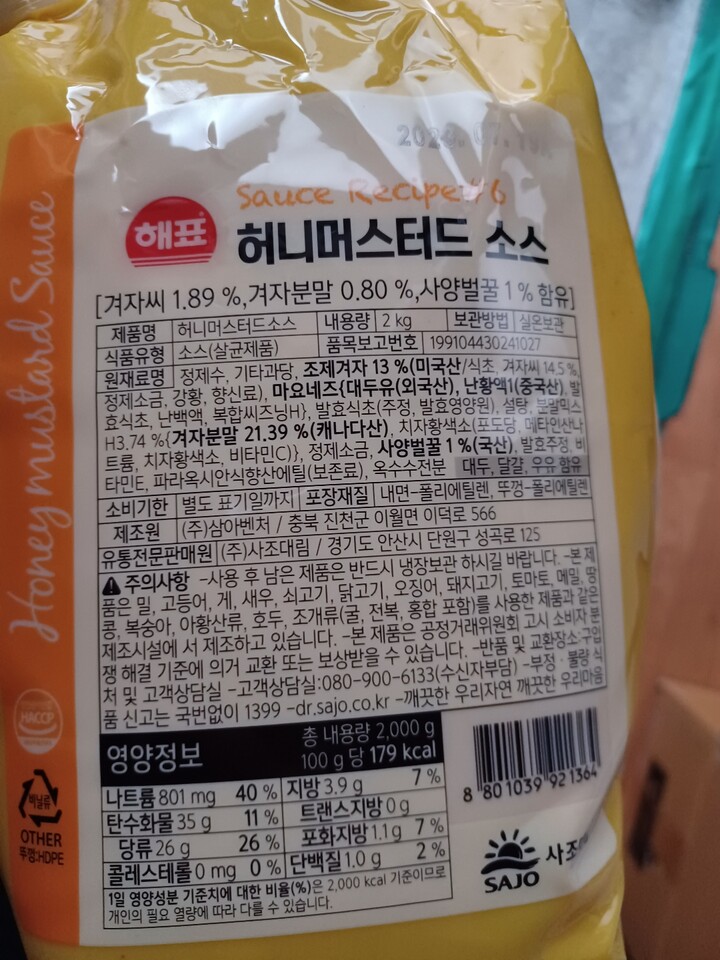 Sauce Recipe#6
해표
허니머스터드 소스
[겨자씨 1.89 %,겨자분말 0.80 %,사양벌꿀 1 % 함유]
제품명 허니머스터드소스 내용량 2 kg 보관방법 실온보관
식품유형 소스(살균제품) 품목보고번호 199104430241027
원재료명 정제수, 기타과당, 조제겨자 13 %(미국산/식초, 겨자씨 14.5 %,
정제소금, 강황, 향신료), 마요네즈{대두유(외국산), 난황액1(중국산), 발
효식초, 난백액, 복합씨즈닝H}, 발효식초(주정, 발효영양원), 설탕, 분말믹스
H3.74 %{겨자분말 21.39 %(캐나다산), 치자황색소(포도당, 메타인산나
트륨, 치자황색소, 비타민C)}, 정제소금, 사양벌꿀 1 %(국산), 발효주정, 비
타민E, 파라옥시안식향산에틸(보존료), 옥수수전분 대두, 달걀, 우유 함유
소비기한 별도 표기일까지 포장재질 내면-폴리에틸렌, 뚜껑-폴리에틸렌
제조원 (주)삼아벤처 / 충북 진천군 이월면 이덕로 566
유통전문판매원 (주)사조대림 / 경기도 안산시 단원구 성곡로 125
주의사항 -사용 후 남은 제품은 반드시 냉장보관 하시길 바랍니다. -본 제
품은 밀, 고등어, 게, 새우, 쇠고기, 닭고기, 오징어, 돼지고기, 토마토, 메밀, 땅
콩, 복숭아, 아황산류, 호두, 조개류(굴, 전복, 홍합 포함)를 사용한 제품과 같은
제조시설에서 제조하고 있습니다. -본 제품은 공정거래위원회 고시 소비자 분
쟁 해결 기준에 의거 교환 또는 보상받을 수 있습니다. -반품 및 교환장소:구입
처 및 고객상담실 -고객상담실:080-900-6133(수신자부담) -부정·불량 식
품 신고는 국번없이 1399 -dr.sajo.co.kr -깨끗한 우리자연 깨끗한 우리마음
영양정보 총 내용량 2,000 g
100 g 당 179 kcal
나트륨 801 mg 40 % 지방 3.9 g 7 %
탄수화물 35 g 11 % 트랜스지방 0 g
당류 26 g 26 % 포화지방 1.1 g 7 %
콜레스테롤 0 mg 0 % 단백질 1.0 g 2 %
1일 영양성분 기준치에 대한 비율(%)은 2,000 kcal 기준이므로
개인의 필요 열량에 따라 다를 수 있습니다.
8 801039 921364
SAJO
사조
Honey mustard Sauce
HACCP
비닐류
OTHER
뚜껑:HDPE